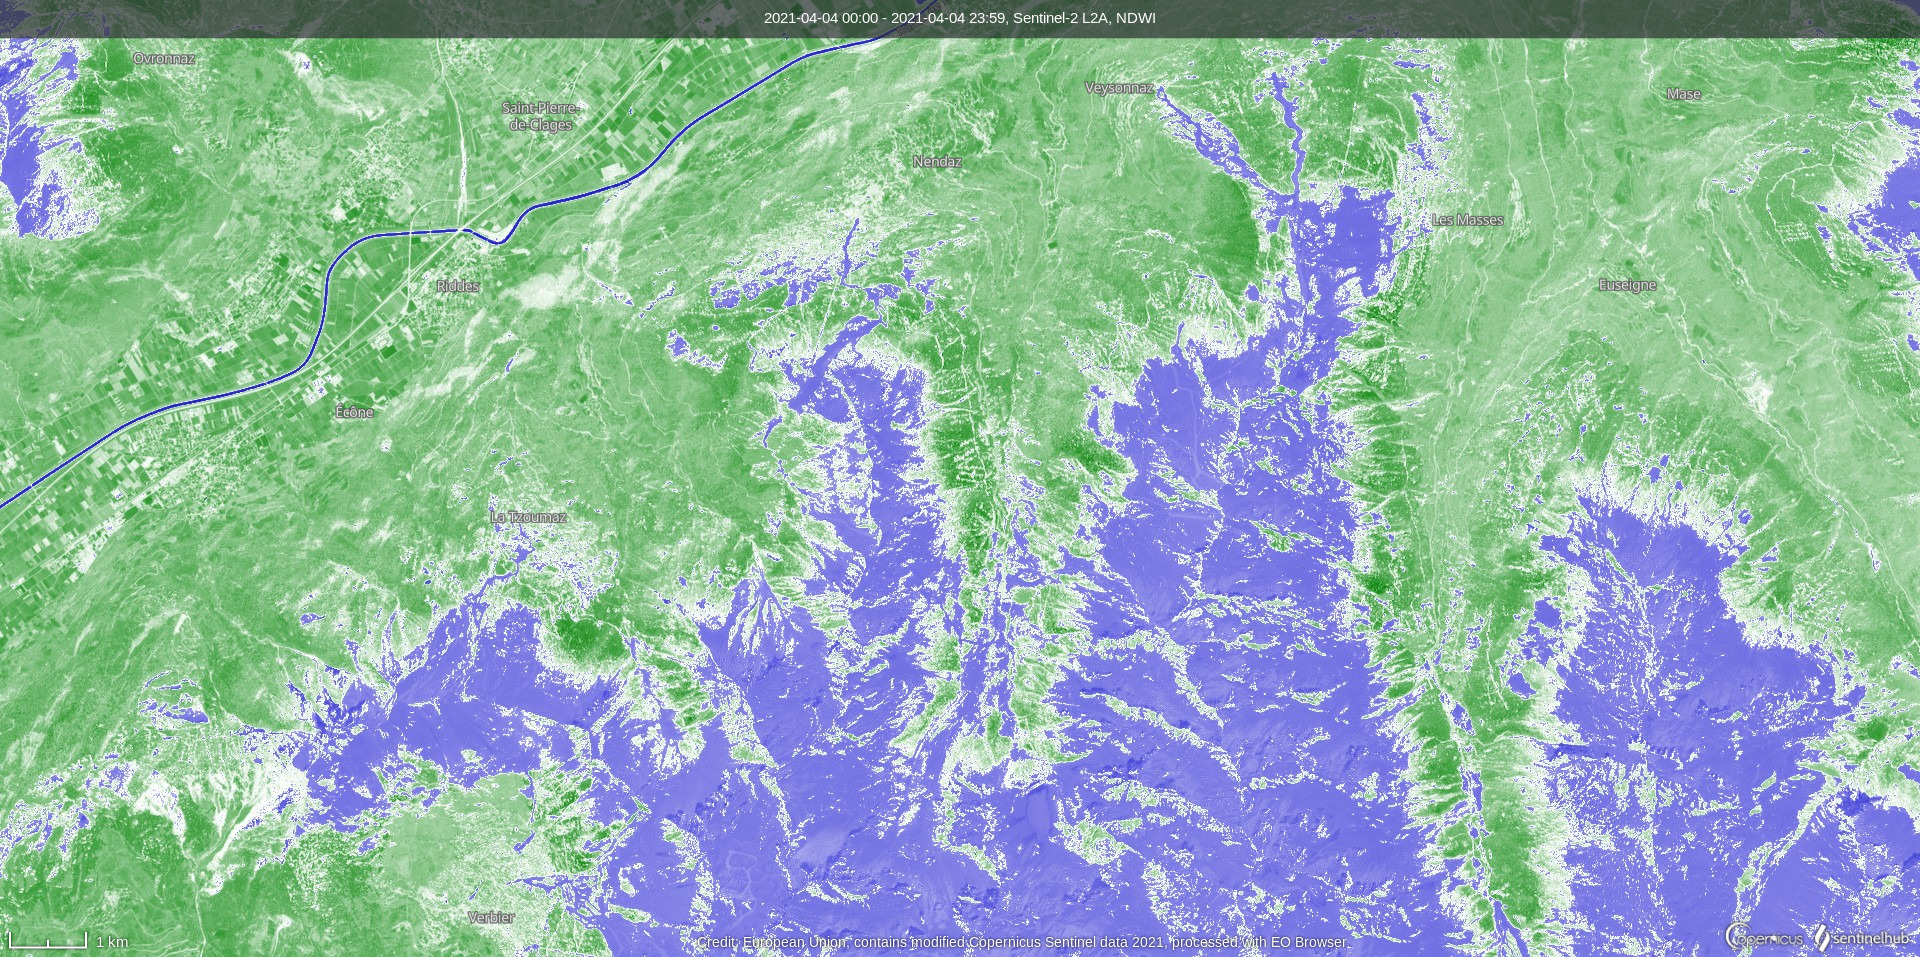 2021-04-04 00:00 - 2021-04-04 23:59, Sentinel-2 L2A, NDWI
Ovronnaz
Saint-Pierre-
de-Clages
Veysonnaz
Mase
Nendaz
Les Masses
Riddes
Euseigne
Écône
La Tzoumaz
Verbier
1 km
Credit: European Union, contains modified Copernicus Sentinel data 2021, processed with EO Browser
opernicus
sentinelhub